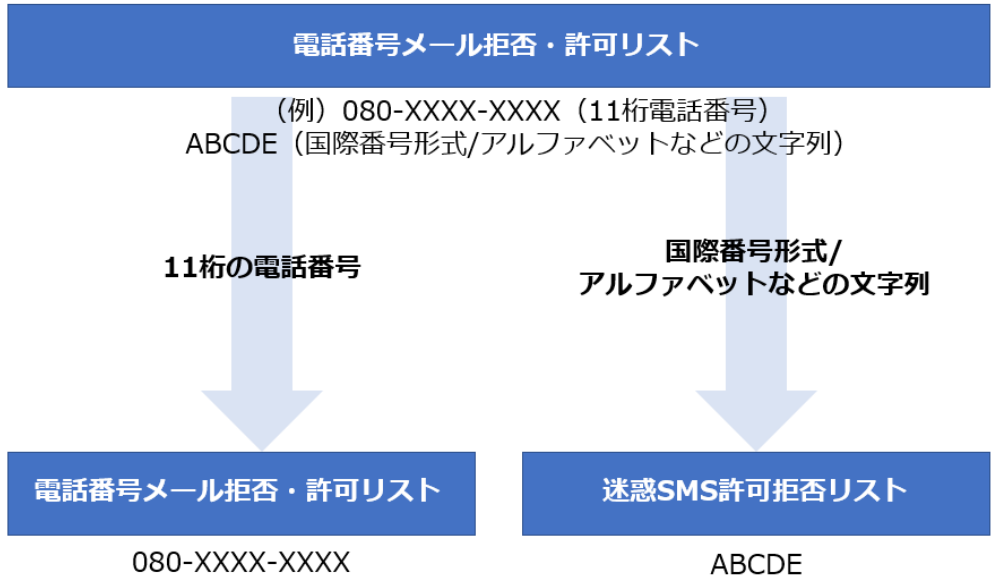 電話番号メール拒否・許可リスト
（例）080-XXXX-XXXX（11桁電話番号）
ABCDE（国際番号形式/アルファベットなどの文字列）
11桁の電話番号
国際番号形式/
アルファベットなどの文字列
電話番号メール拒否・許可リスト
迷惑SMS許可拒否リスト
080-XXXX-XXXX
ABCDE